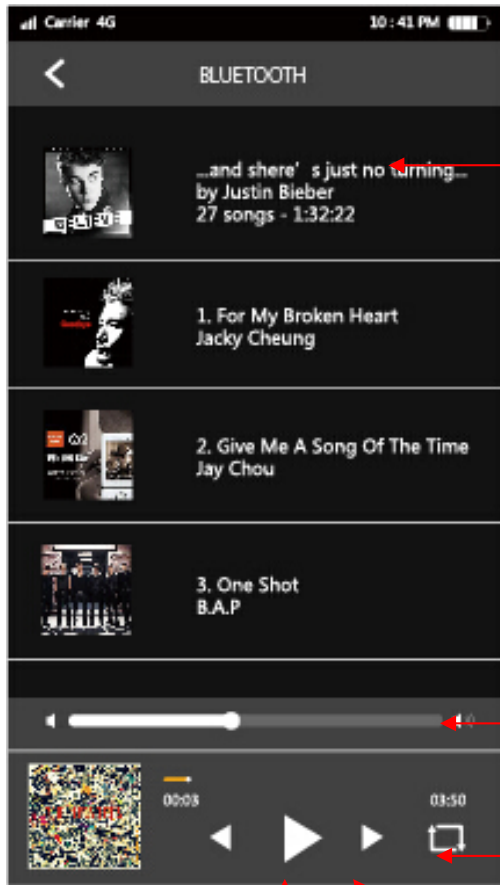 Carrier 4G 10:41 PM
BLUETOOTH
...and shere's just no turning...
by Justin Bieber
27 songs - 1:32:22
BELIEVE
1. For My Broken Heart
Jacky Cheung
2. Give Me A Song Of The Time
Jay Chou
3. One Shot
B.A.P
00:03 03:50